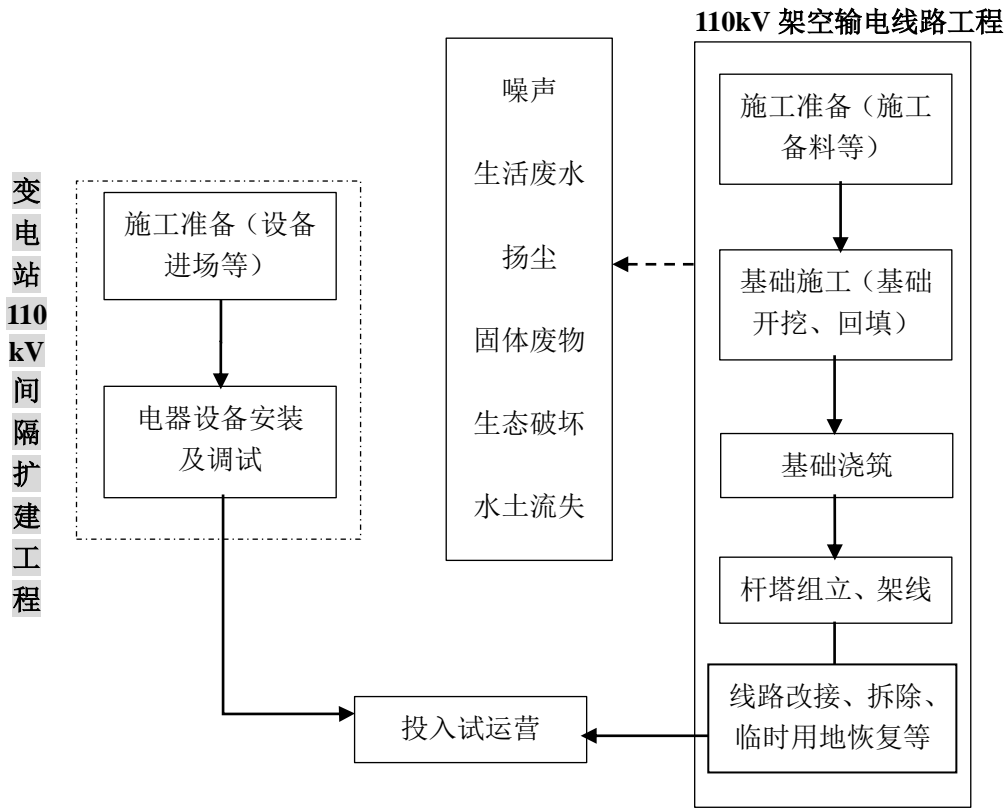 110kV 架空输电线路工程
变
电
站
110
kV
间
隔
扩
建
工
程
施工准备（设备
进场等）
电器设备安装
及调试
噪声
生活废水
扬尘
固体废物
生态破坏
水土流失
施工准备（施工
备料等）
基础施工（基础
开挖、回填）
基础浇筑
杆塔组立、架线
线路改接、拆除、
临时用地恢复等
投入试运营